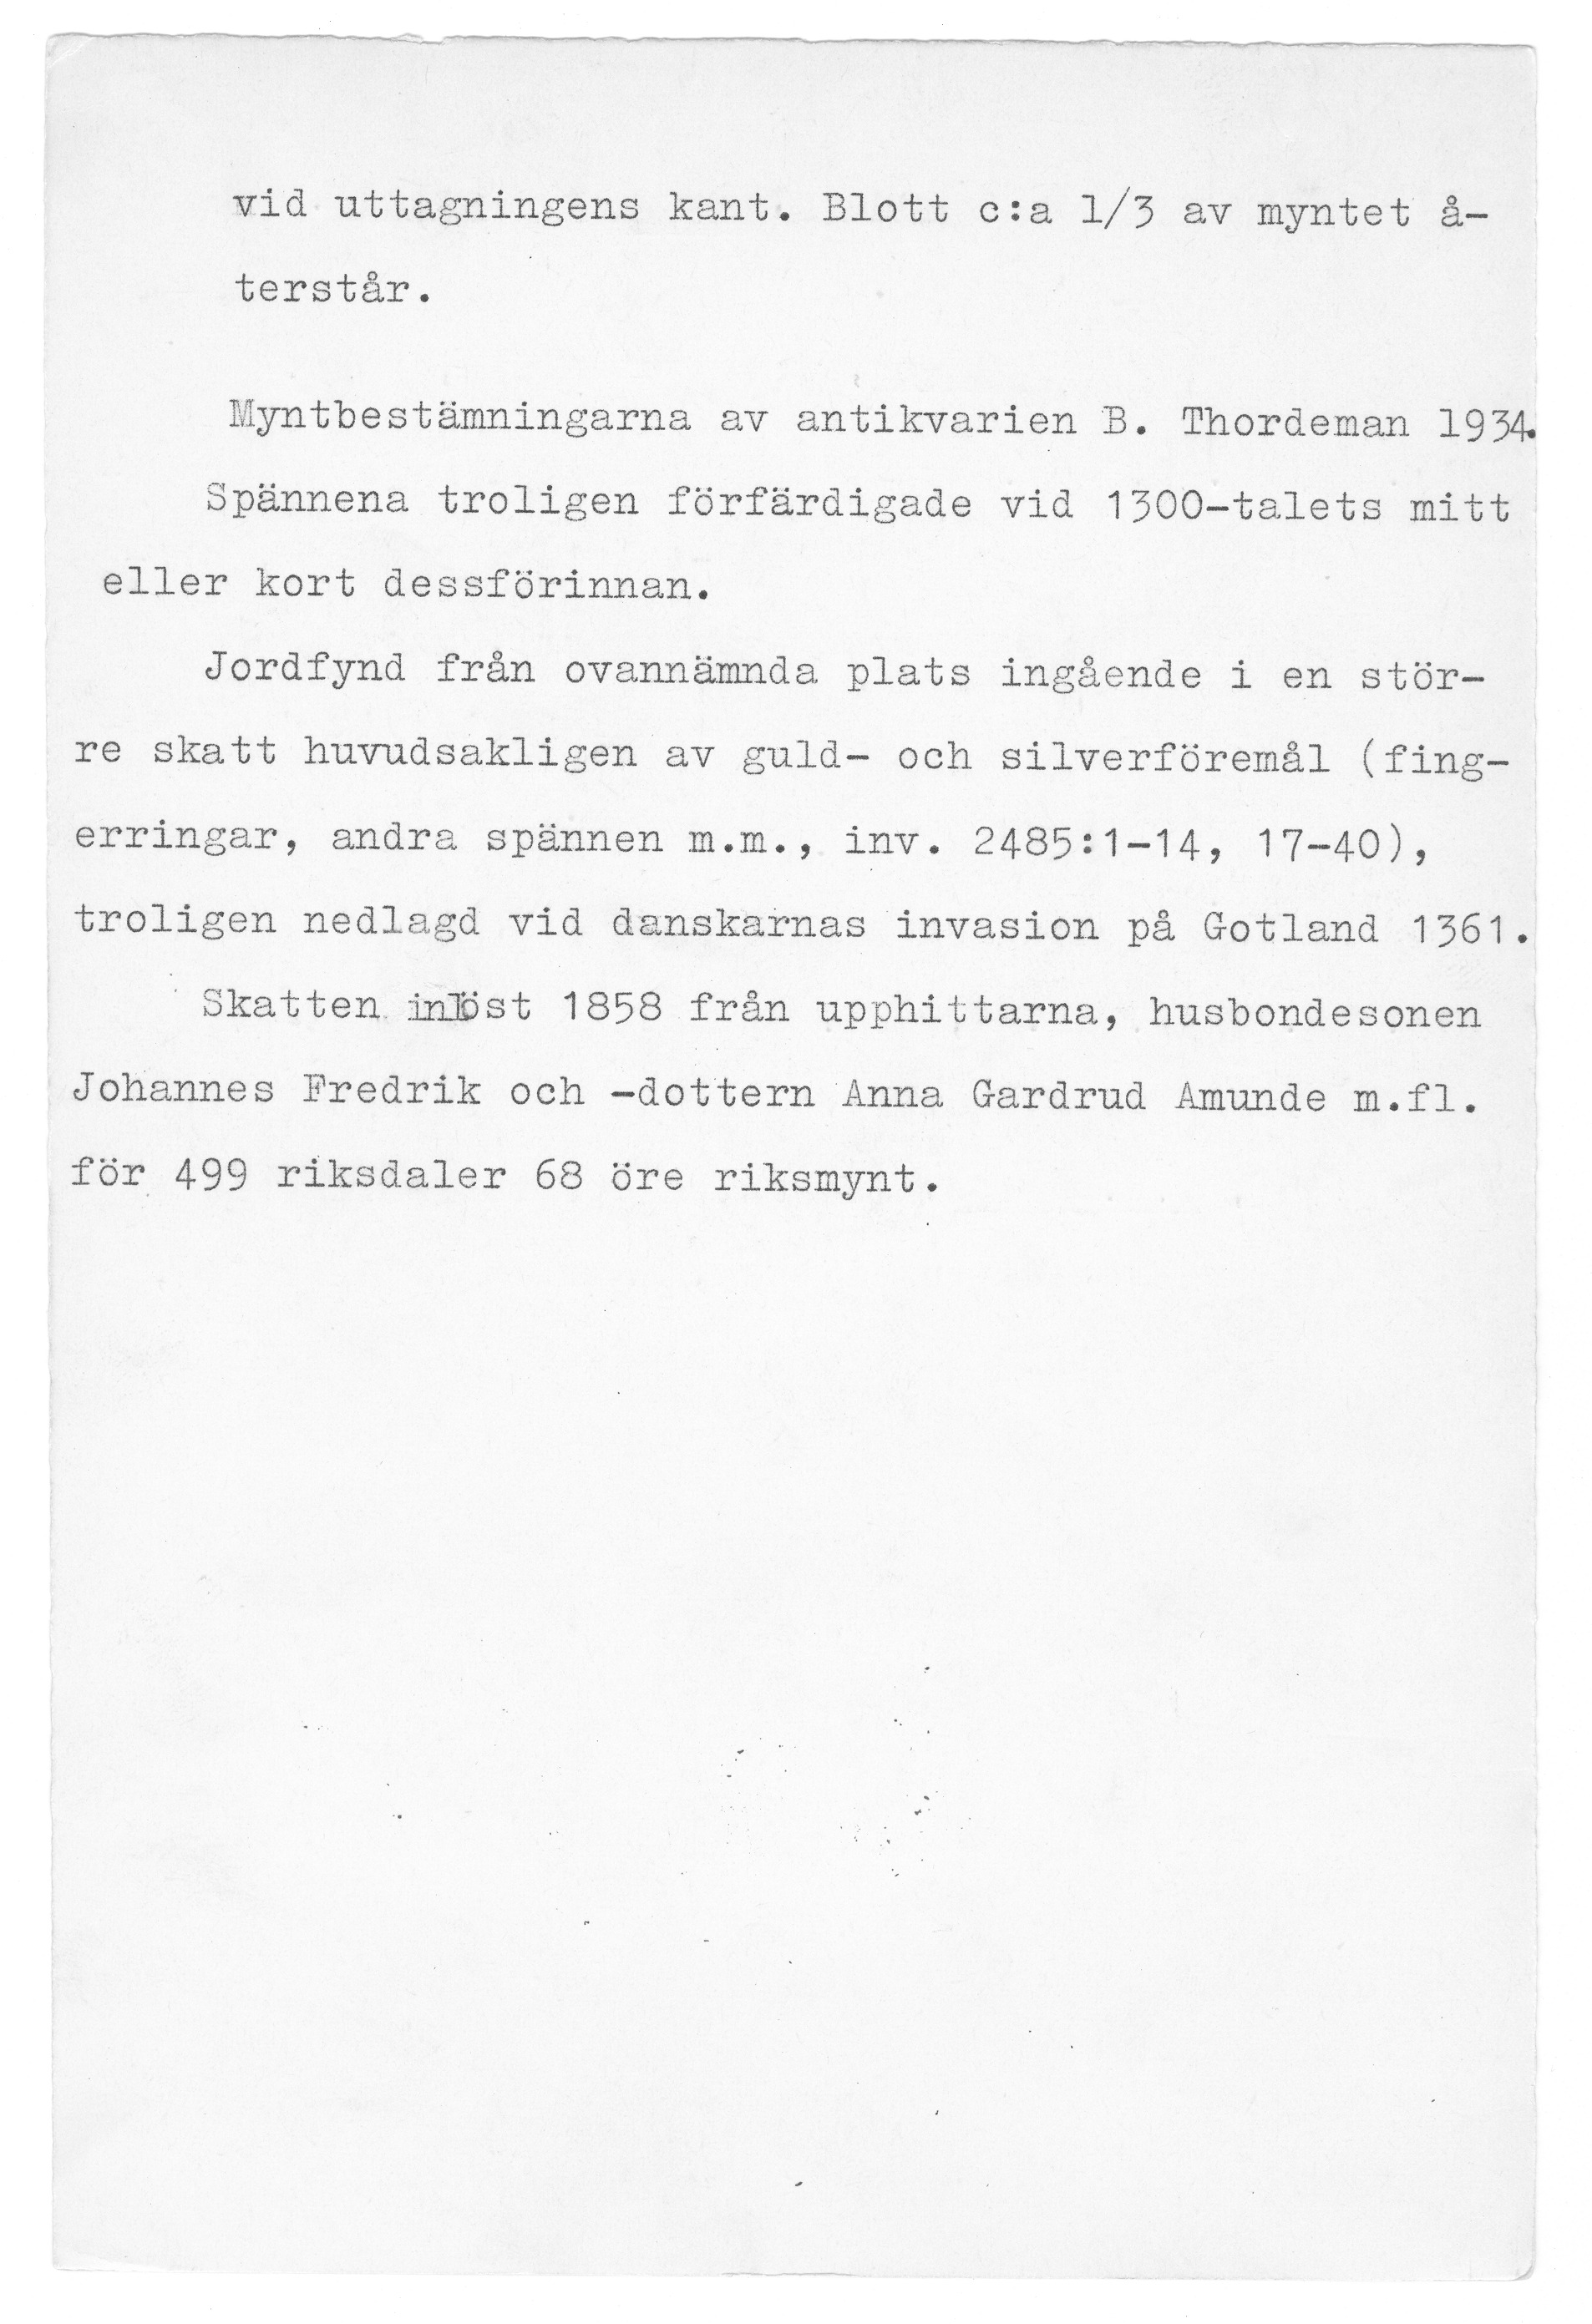 vid uttagningens kant. Blott c:a 1/3 av myntet å-
terstår.
Myntbestämningarna av antikvarien B. Thordeman 1934.
Spännena troligen förfärdigade vid 1300-talets mitt
eller kort dessförinnan.
Jordfynd från ovannämnda plats ingående i en stör-
re skatt huvudsakligen av guld- och silverföremål (fing-
erringar, andra spännen m.m., inv. 2485:1-14, 17-40),
troligen nedlagd vid danskarnas invasion på Gotland 1361.
Skatten inlöst 1858 från upphittarna, husbondesonen
Johannes Fredrik och -dottern Anna Gardrud Amunde m.fl.
för 499 riksdaler 68 öre riksmynt.